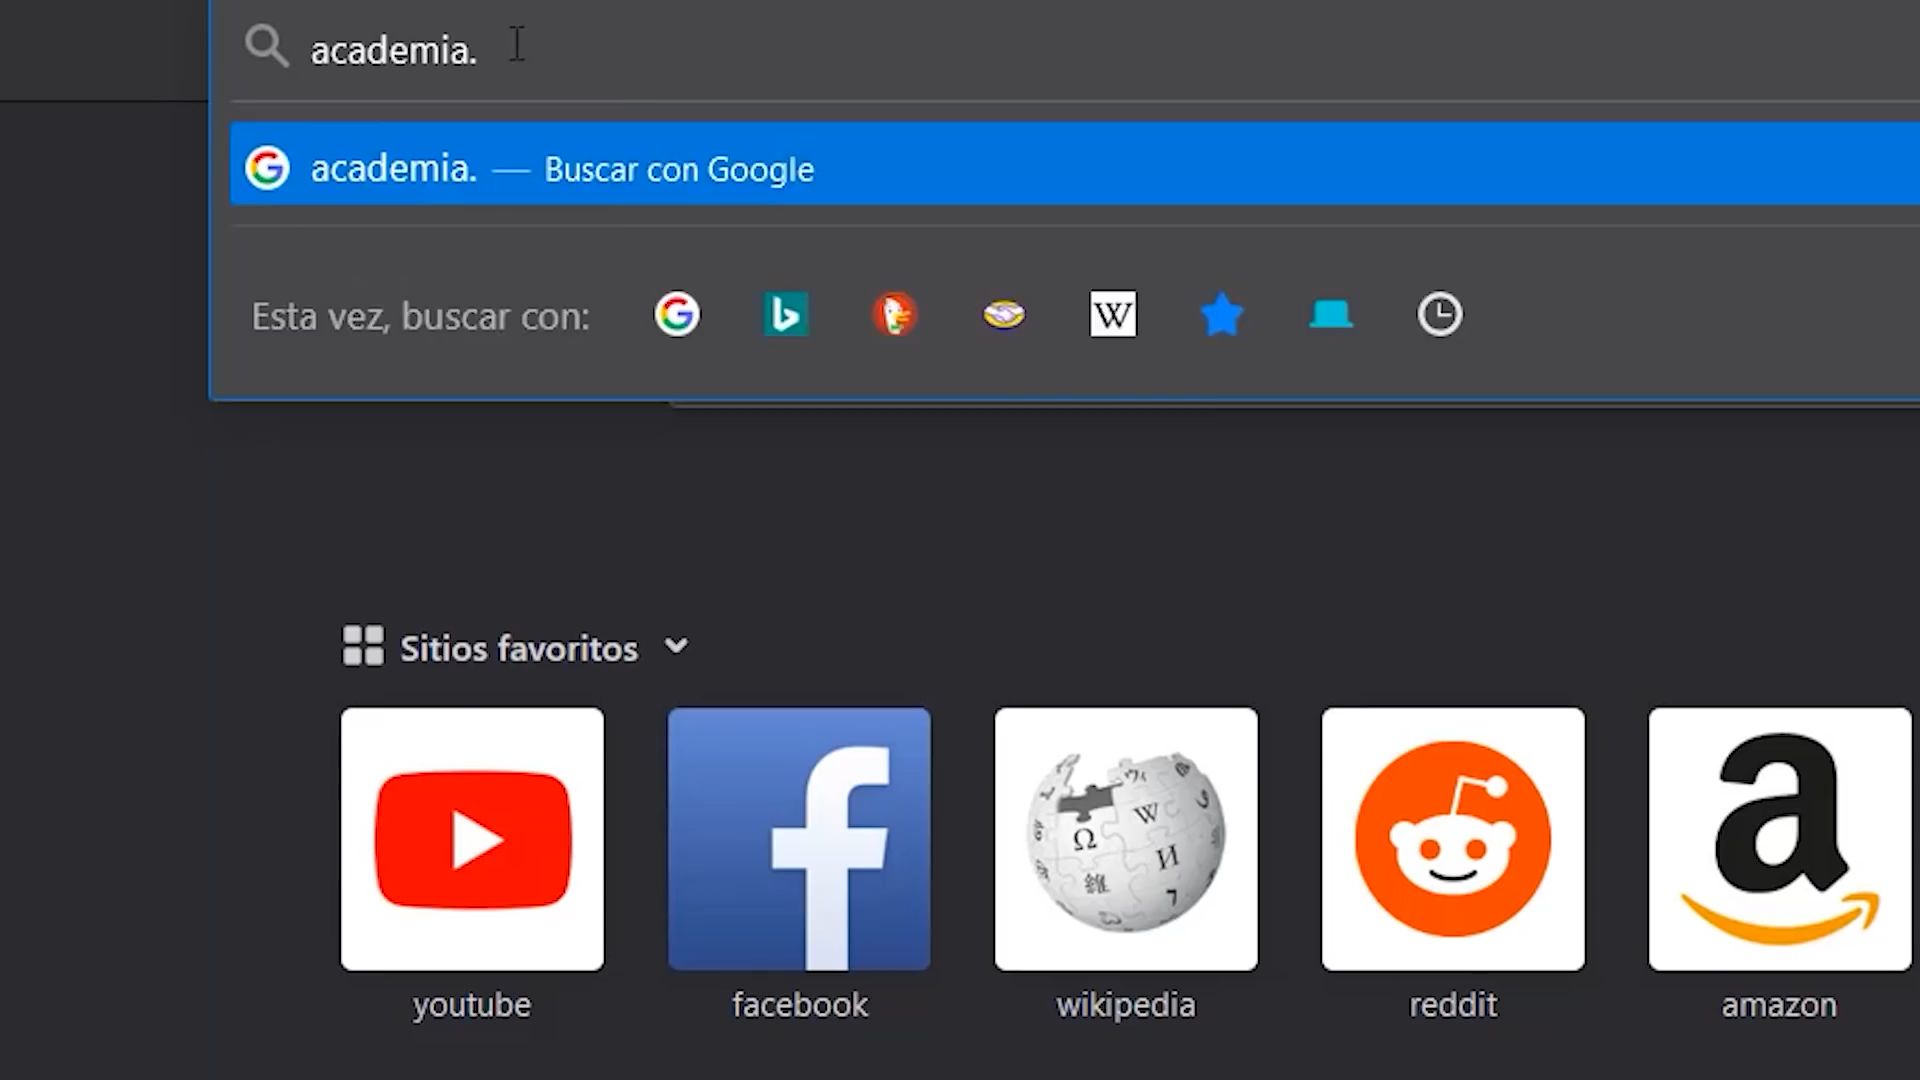 academia.
academia. — Buscar con Google
Esta vez, buscar con:
W
Sitios favoritos
youtube
facebook
wikipedia
reddit
amazon